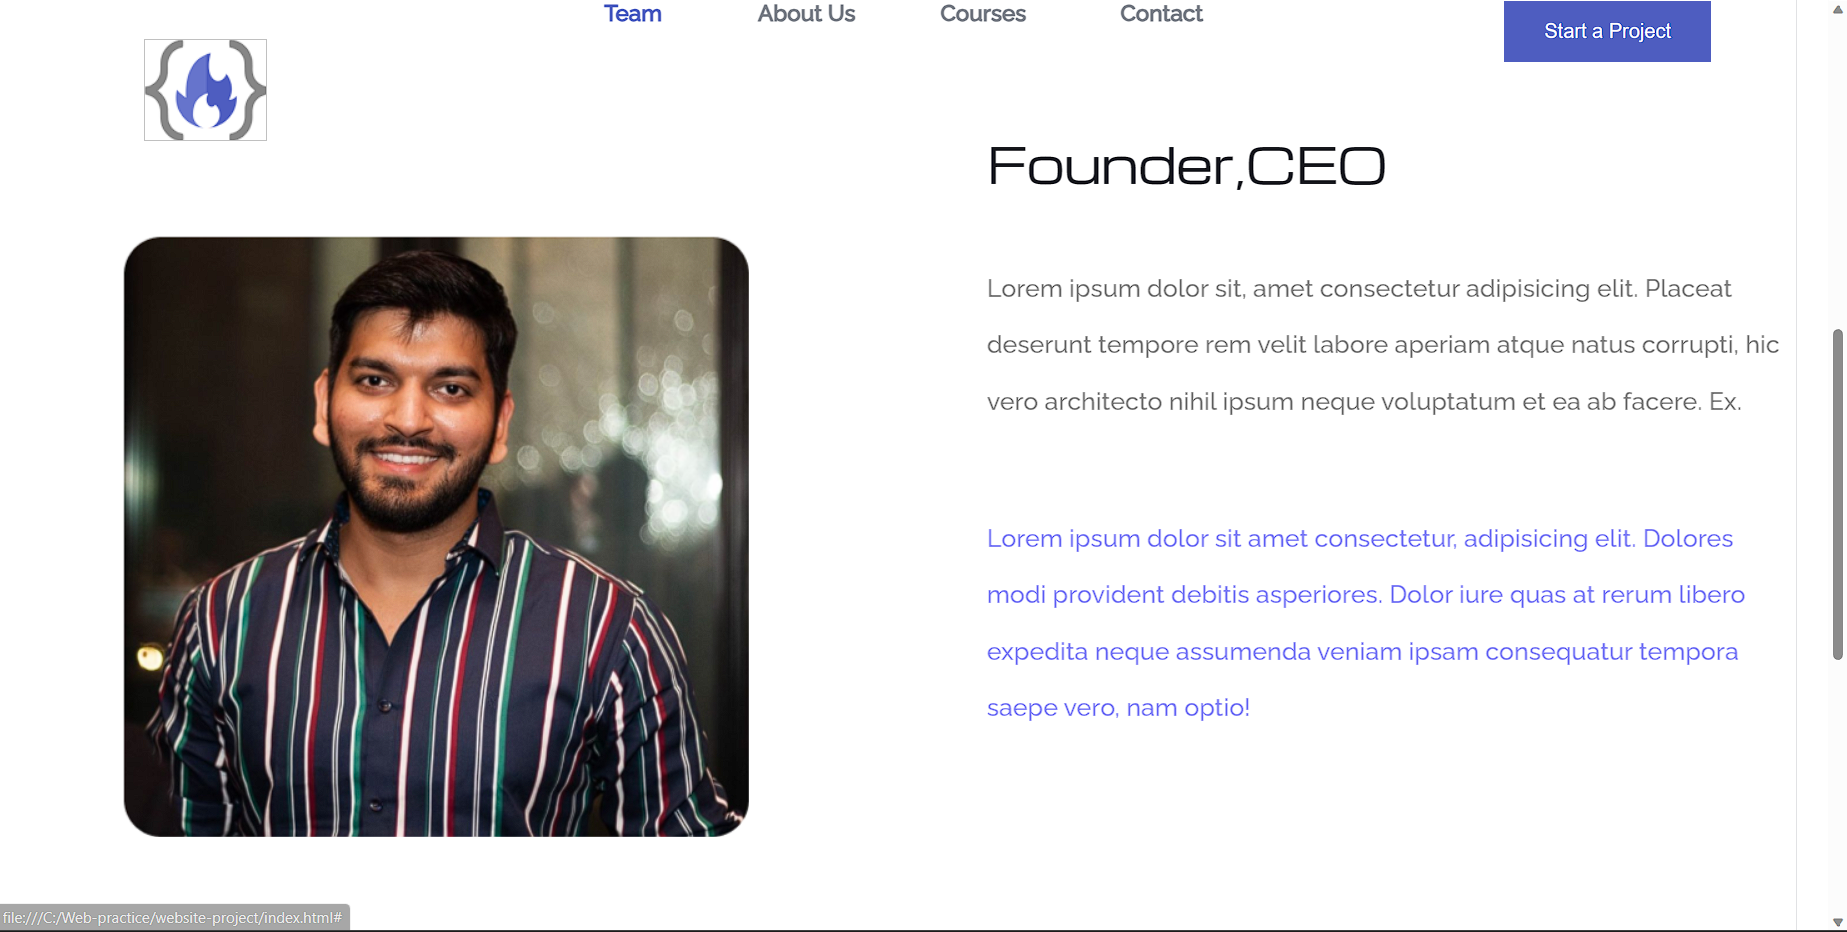 Team About Us Courses Contact Start a Project
Founder,CEO
Lorem ipsum dolor sit, amet consectetur adipisicing elit. Placeat
deserunt tempore rem velit labore aperiam atque natus corrupti, hic
vero architecto nihil ipsum neque voluptatum et ea ab facere. Ex.
Lorem ipsum dolor sit amet consectetur, adipisicing elit. Dolores
modi provident debitis asperiores. Dolor iure quas at rerum libero
expedita neque assumenda veniam ipsam consequatur tempora
saepe vero, nam optio!
file:///C:/Web-practice/website-project/index.html#